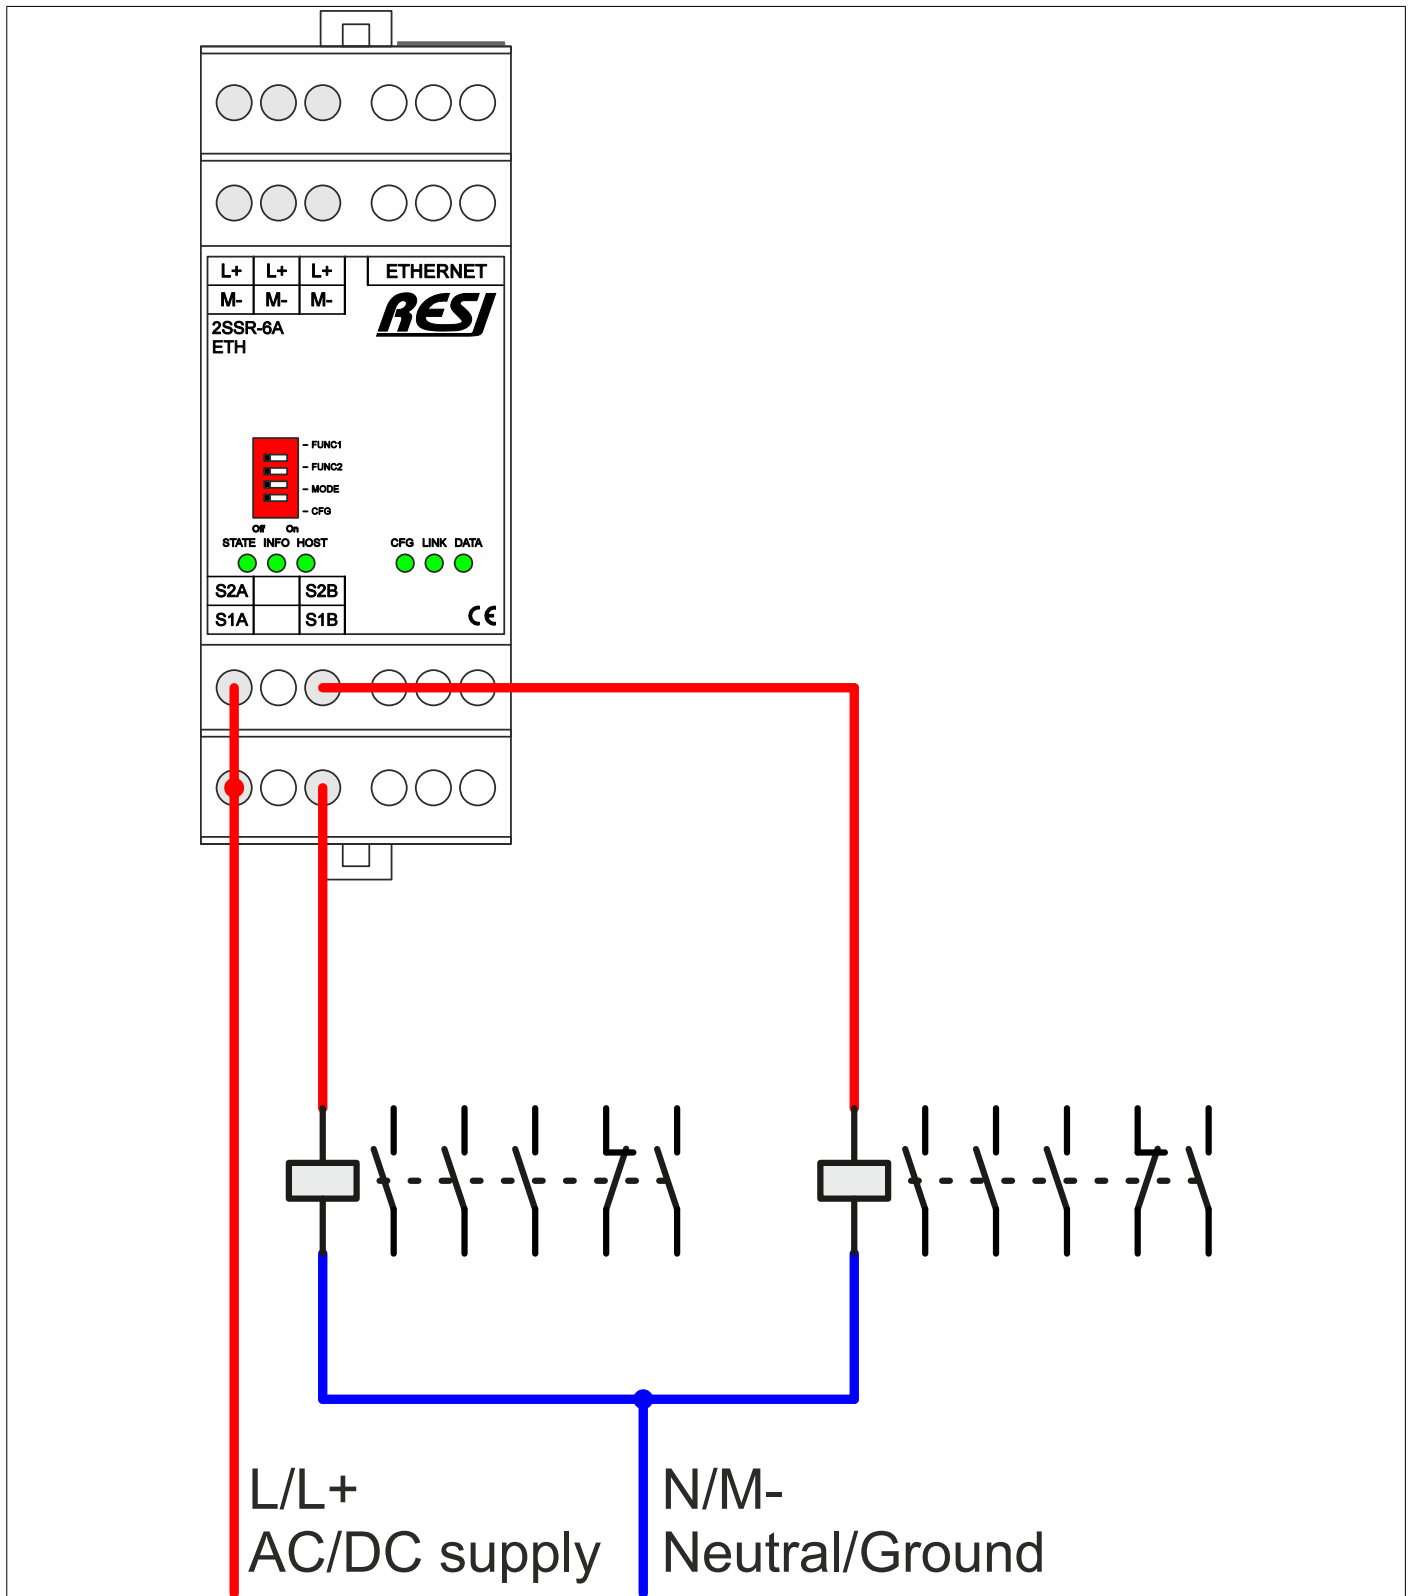 L+ L+ L+ ETHERNET
M- M- M-
RESI
2SSR-6A
ETH
– FUNC1
– FUNC2
– MODE
– CFG
Off On
STATE INFO HOST CFG LINK DATA
S2A S2B
S1A S1B CE
L/L+ N/M-
AC/DC supply Neutral/Ground